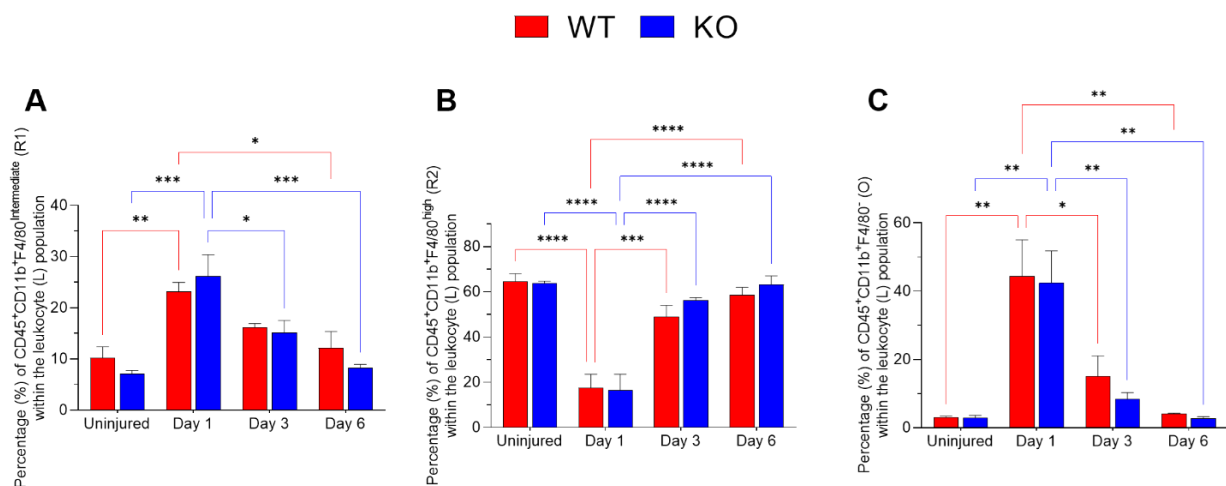 WT KO
A
Percentage (%) of CD45⁺CD11b⁺F4/80ᴵⁿᵗᵉʳᵐᵉᵈⁱᵃᵗᵉ (R1)
within the leukocyte (L) population
*
*** ***
** *
40
30
20
10
0
Uninjured Day 1 Day 3 Day 6
B
Percentage (%) of CD45⁺CD11b⁺F4/80ʰⁱᵍʰ (R2)
within the leukocyte (L) population
****
****
**** ****
**** ***
80
60
40
20
0
Uninjured Day 1 Day 3 Day 6
C
Percentage (%) of CD45⁺CD11b⁺F4/80⁻ (O)
within the leukocyte (L) population
**
**
** **
** *
60
40
20
0
Uninjured Day 1 Day 3 Day 6